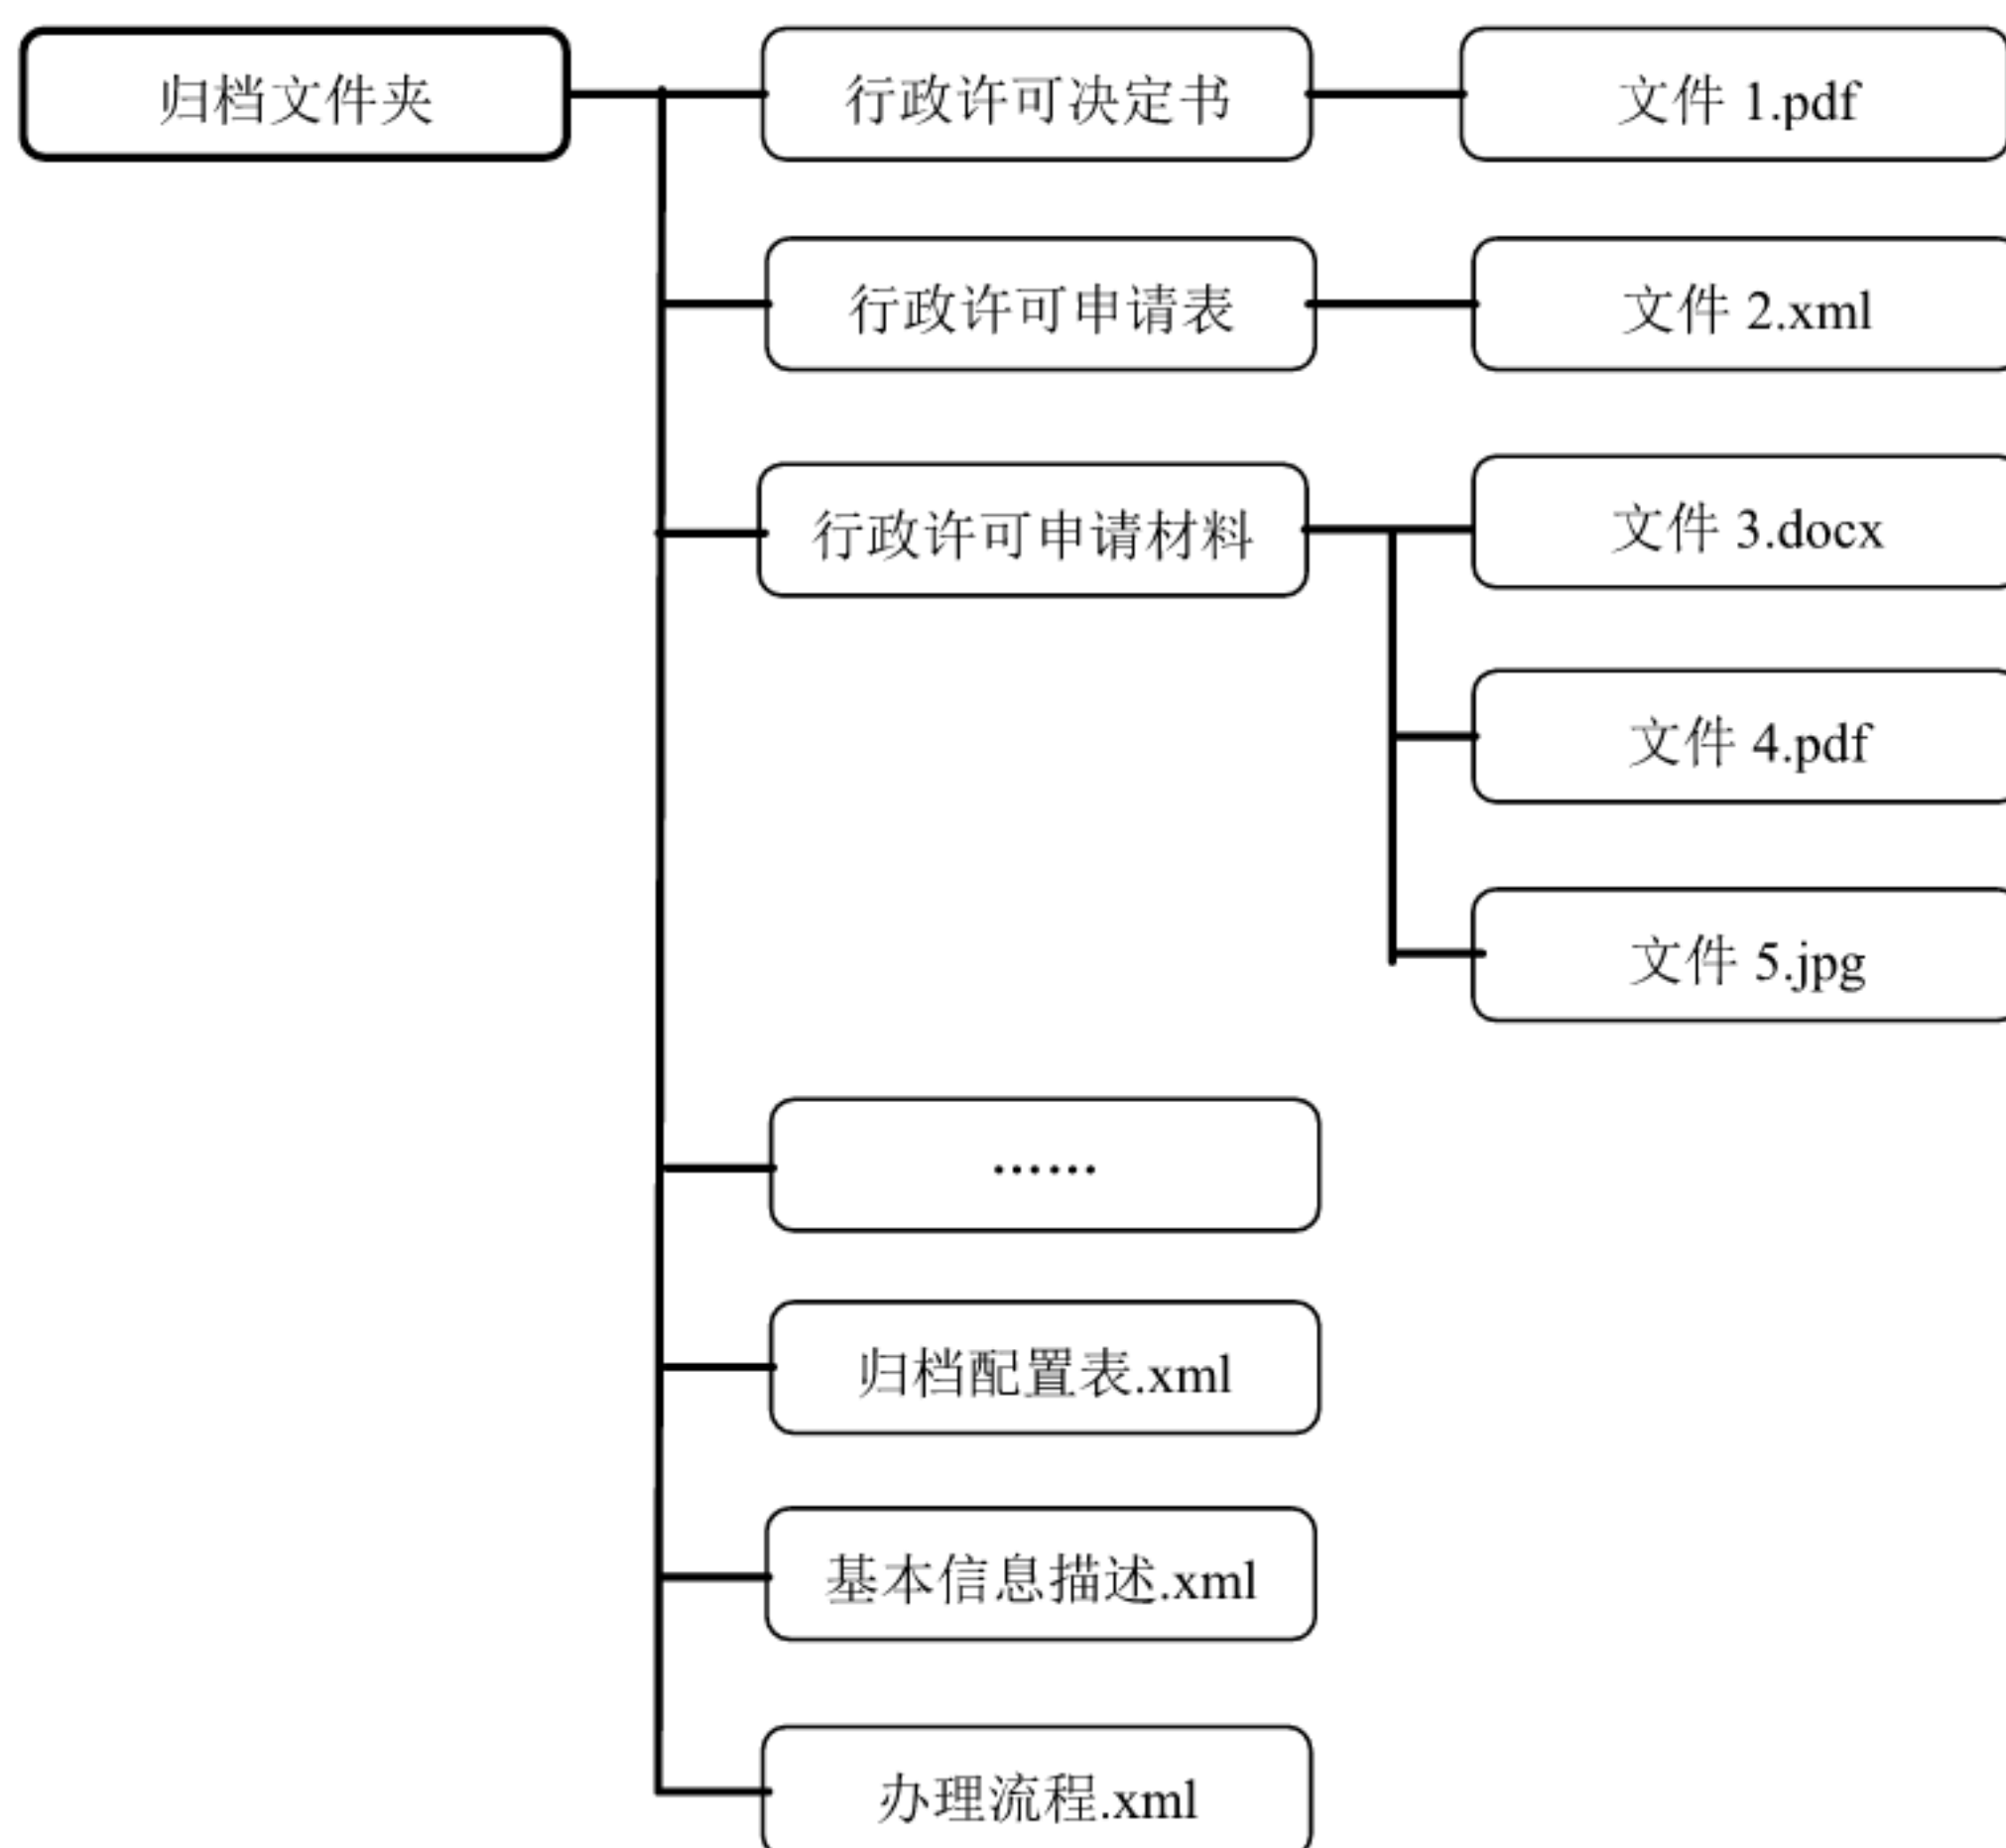 归档文件夹
行政许可决定书
文件 1.pdf
行政许可申请表
文件 2.xml
行政许可申请材料
文件 3.docx
文件 4.pdf
文件 5.jpg
……
归档配置表.xml
基本信息描述.xml
办理流程.xml